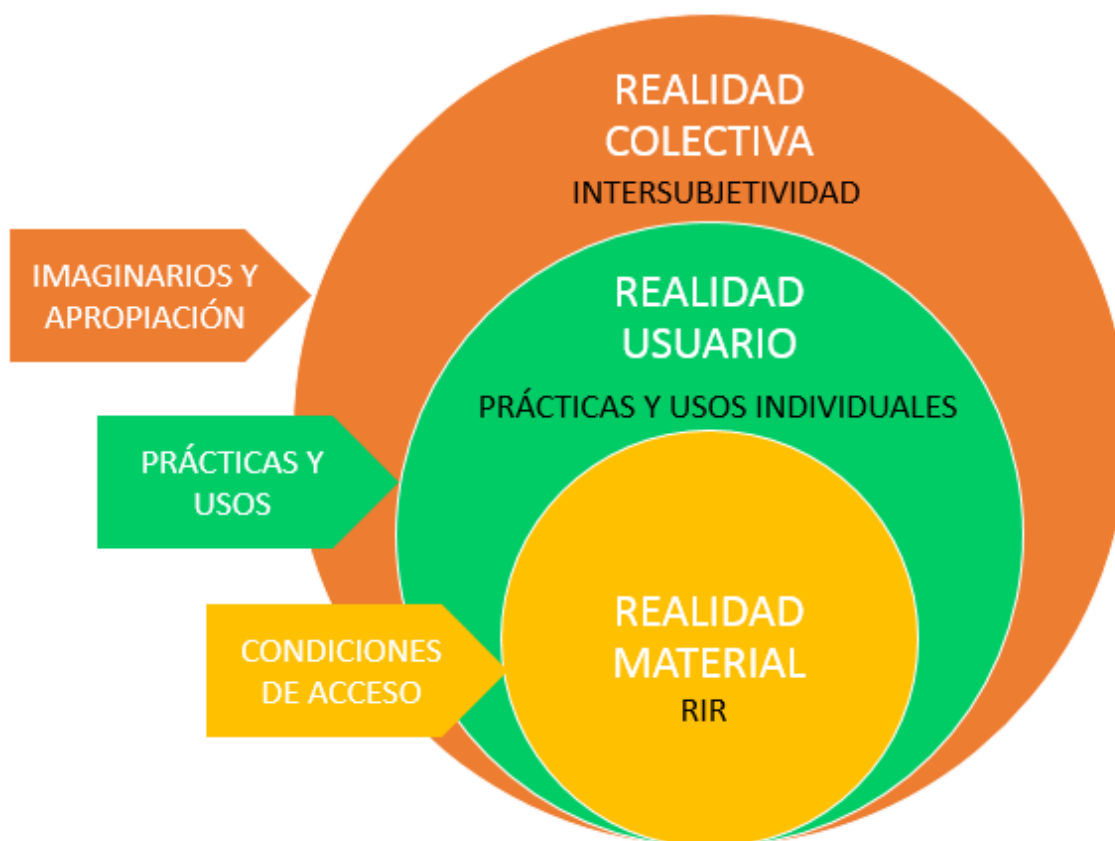 REALIDAD
COLECTIVA
INTERSUBJETIVIDAD
IMAGINARIOS Y
APROPIACIÓN
REALIDAD
USUARIO
PRÁCTICAS Y USOS INDIVIDUALES
PRÁCTICAS Y
USOS
REALIDAD
MATERIAL
RIR
CONDICIONES
DE ACCESO